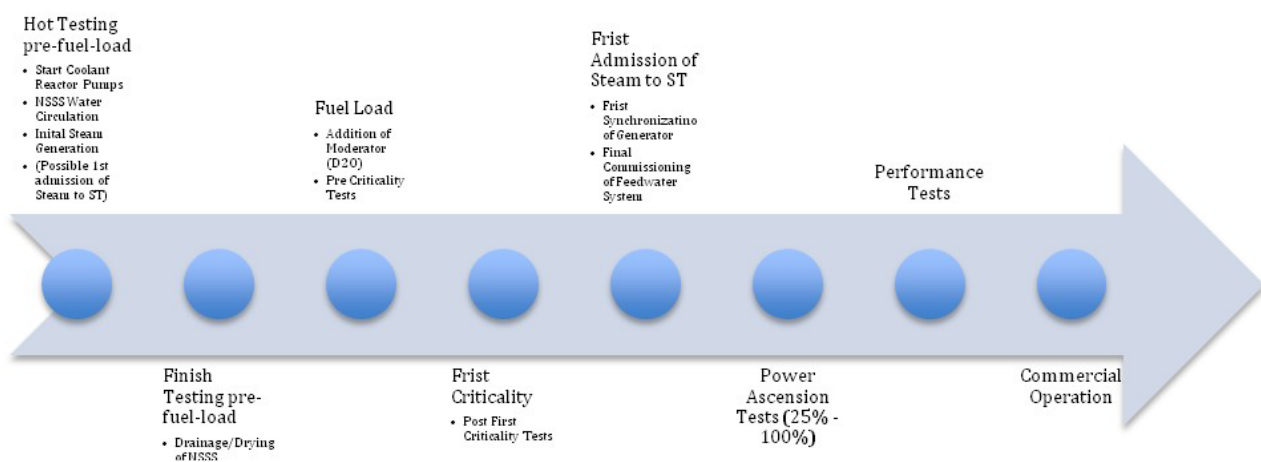 Hot Testing
pre-fuel-load
• Start Coolant
Reactor Pumps
• NSSS Water
Circulation
• Inital Steam
Generation
• (Possible 1st
admission of
Steam to ST)
Finish
Testing pre-
fuel-load
• Drainage/Drying
of NSSS
Fuel Load
• Addition of
Moderator
(D2O)
• Pre Criticality
Tests
Frist
Criticality
• Post First
Criticality Tests
Frist
Admission of
Steam to ST
• Frist
Synchronizatino
of Generator
• Final
Commissioning
of Feedwater
System
Power
Ascension
Tests (25% -
100%)
Performance
Tests
Commercial
Operation